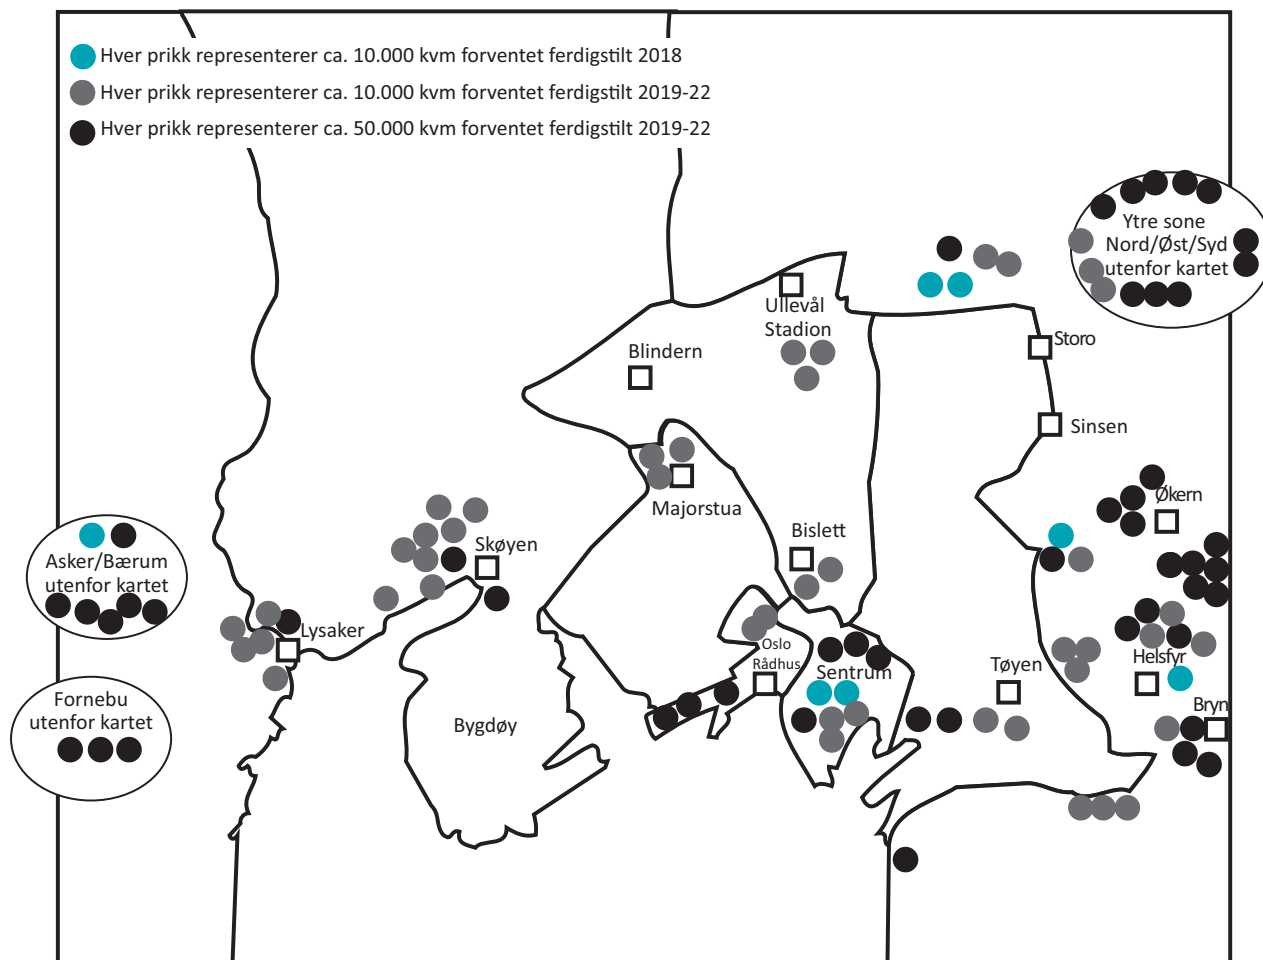 Hver prikk representerer ca. 10.000 kvm forventet ferdigstilt 2018
Hver prikk representerer ca. 10.000 kvm forventet ferdigstilt 2019-22
Hver prikk representerer ca. 50.000 kvm forventet ferdigstilt 2019-22
Ytre sone
Nord/Øst/Syd
utenfor kartet
Ullevål
Stadion
Blindern
Storo
Sinsen
Majorstua
Økern
Bislett
Skøyen
Asker/Bærum
utenfor kartet
Lysaker
Oslo
Rådhus
Sentrum
Tøyen
Helsfyr
Bryn
Fornebu
utenfor kartet
Bygdøy